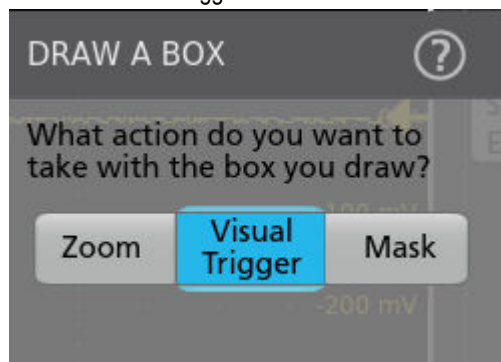 DRAW A BOX ?
What action do you want to
take with the box you draw?
Zoom
Visual
Trigger
Mask
-200 mV